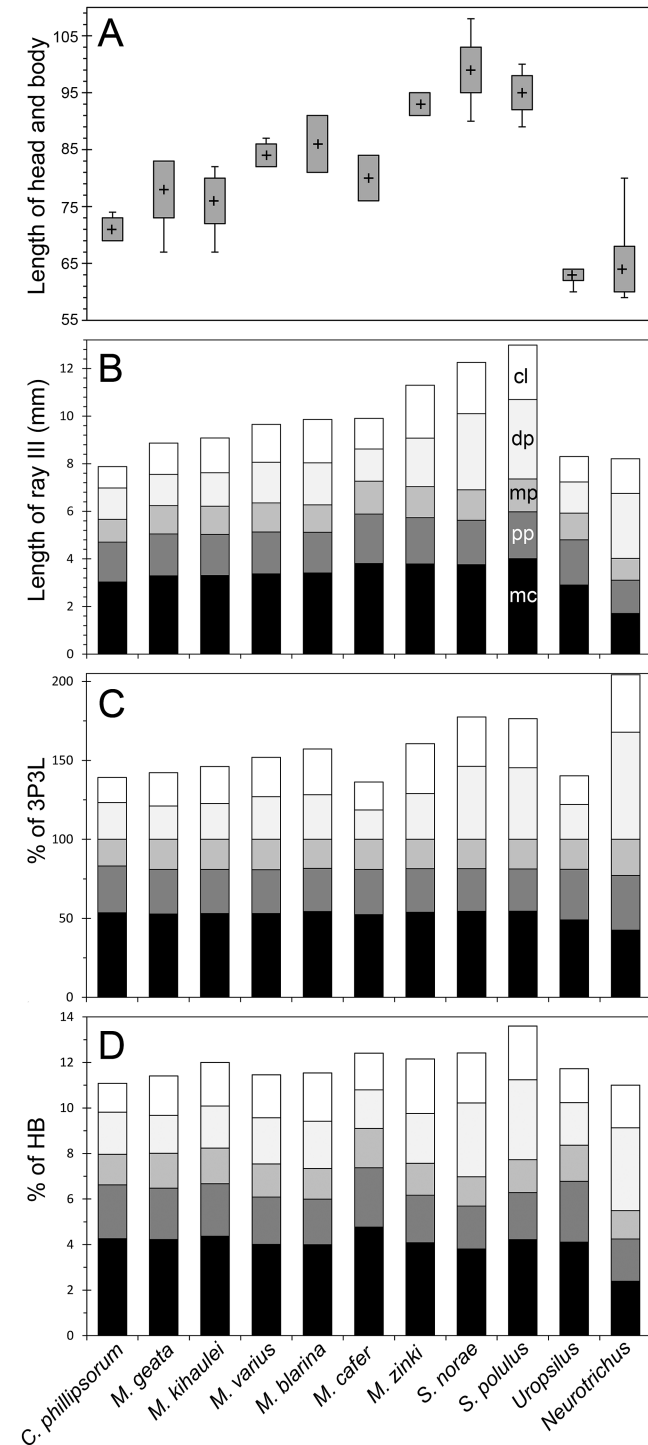 A
Length of head and body
105
95
85
75
65
55
B
Length of ray III (mm)
12
10
8
6
4
2
0
cl
dp
mp
pp
mc
C
% of 3P3L
200
150
100
50
0
D
% of HB
14
12
10
8
6
4
2
0
C. phillipsorum
M. geata
M. kihaulei
M. varius
M. blarina
M. cafer
M. zinki
S. norae
S. polulus
Uropsilus
Neurotrichus